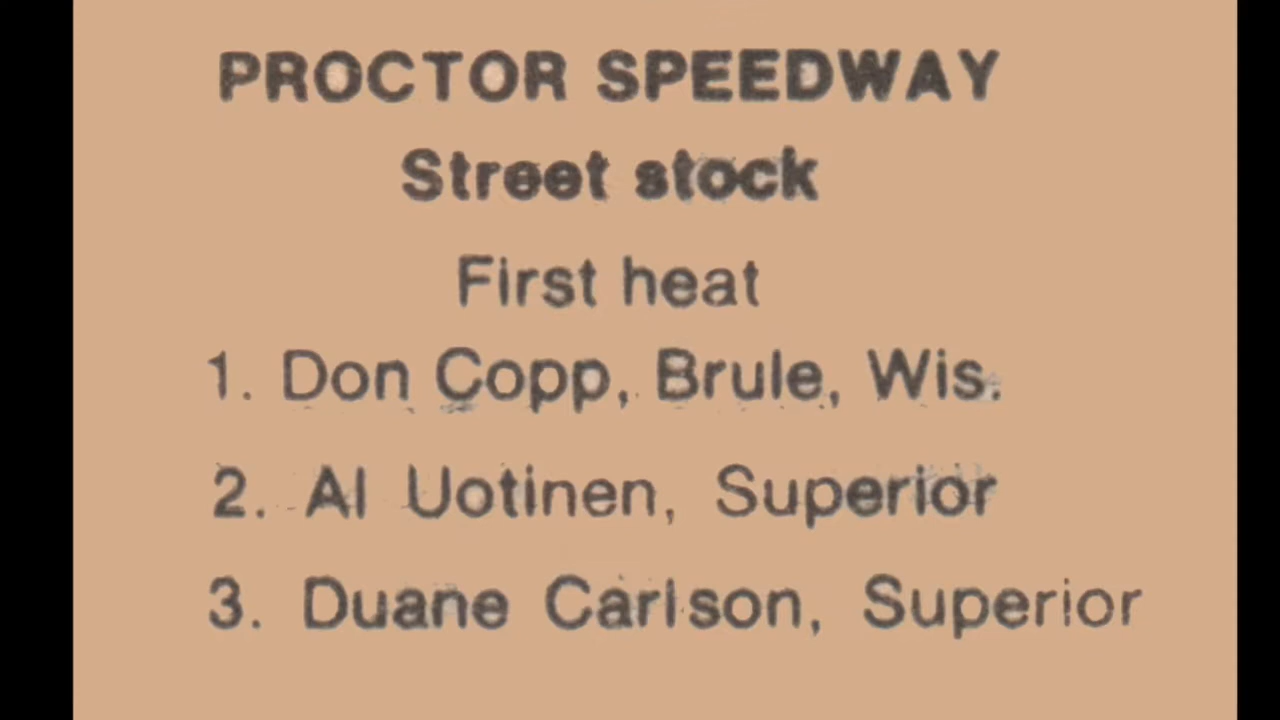 PROCTOR SPEEDWAY
Street stock
First heat
1. Don Copp, Brule, Wis.
2. Al Uotinen, Superior
3. Duane Carlson, Superior